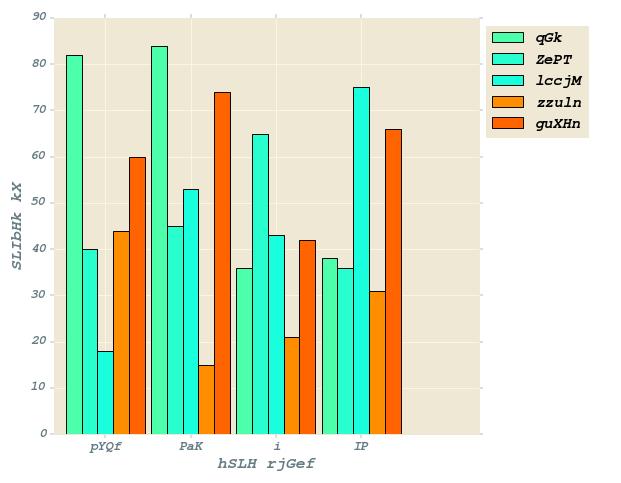 90
80
70
60
50
40
30
20
10
0
SLIbHk kX
pYQf PaK i IP
hSLH rjGef
qGk
ZePT
lccjM
zzuln
guXHn